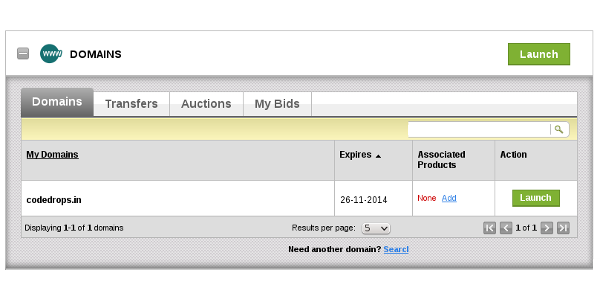 www DOMAINS Launch
Domains Transfers Auctions My Bids
My Domains Expires Associated Products Action
codedrops.in 26-11-2014 None Add Launch
Displaying 1-1 of 1 domains Results per page: 5 1 of 1
Need another domain? Searcl